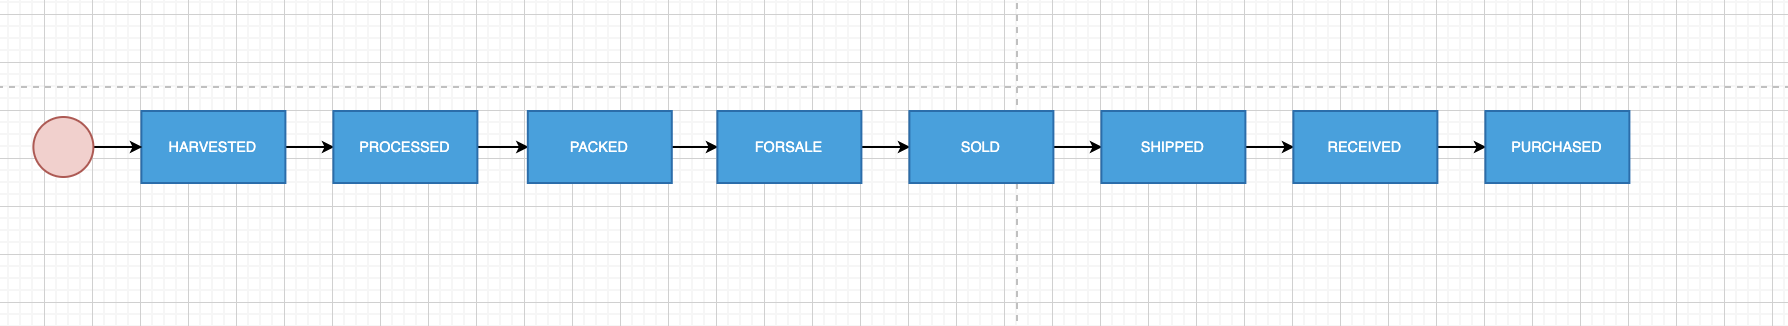 HARVESTED
PROCESSED
PACKED
FORSALE
SOLD
SHIPPED
RECEIVED
PURCHASED